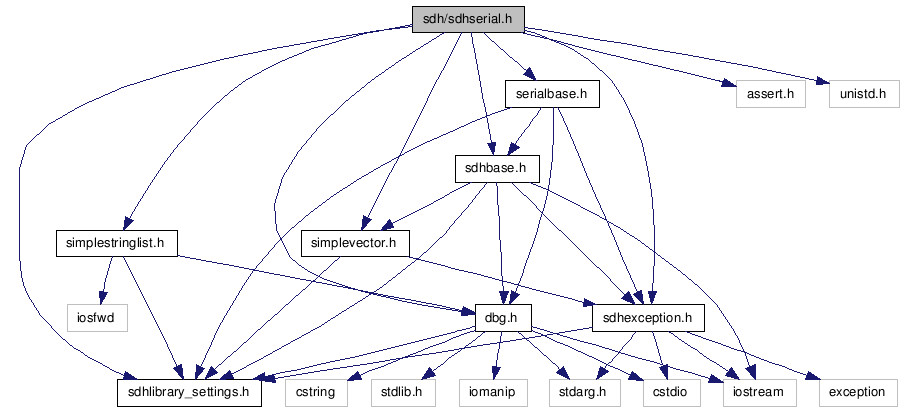 sdh/sdhserial.h
serialbase.h
assert.h
unistd.h
sdhbase.h
simplestringlist.h
simplevector.h
iosfwd
dbg.h
sdhexception.h
sdhlibrary_settings.h
cstring
stdlib.h
iomanip
stdarg.h
cstdio
iostream
exception